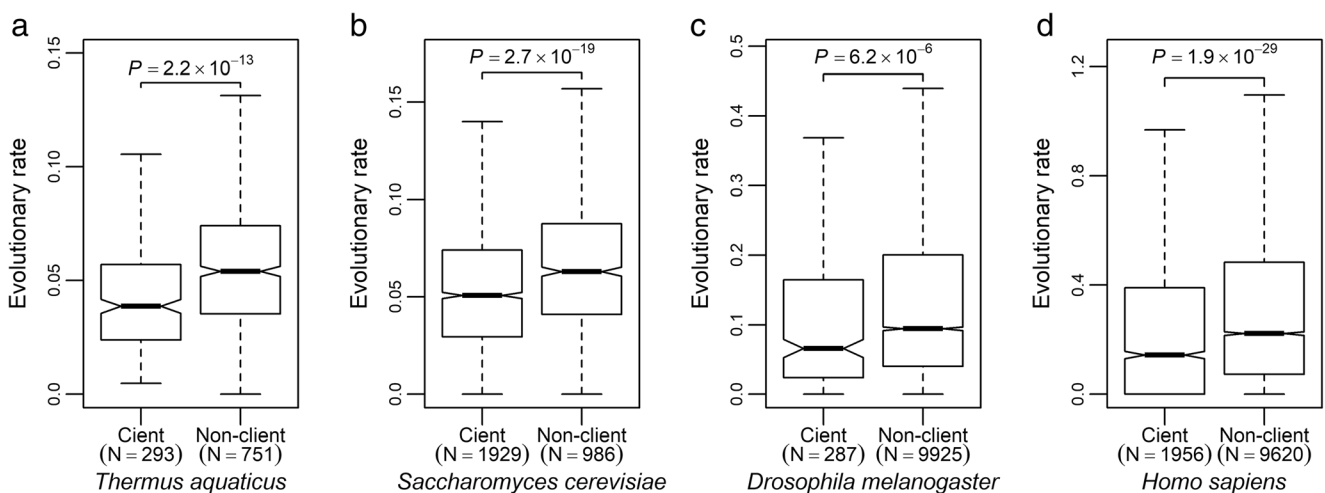 a
P = 2.2 × 10⁻¹³
Evolutionary rate
0.15
0.10
0.05
0.0
Cient Non-client
(N = 293) (N = 751)
Thermus aquaticus
b
P = 2.7 × 10⁻¹⁹
Evolutionary rate
0.15
0.10
0.05
0.0
Cient Non-client
(N = 1929) (N = 986)
Saccharomyces cerevisiae
c
P = 6.2 × 10⁻⁶
Evolutionary rate
0.5
0.4
0.3
0.2
0.1
0.0
Cient Non-client
(N = 287) (N = 9925)
Drosophila melanogaster
d
P = 1.9 × 10⁻²⁹
Evolutionary rate
1.2
0.8
0.4
0.0
Cient Non-client
(N = 1956) (N = 9620)
Homo sapiens